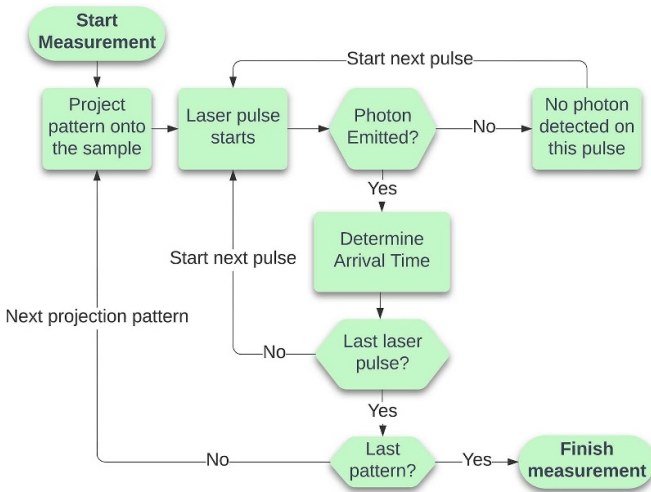 Start
Measurement
Start next pulse
Project
pattern onto
the sample
Laser pulse
starts
Photon
Emitted?
No
No photon
detected on
this pulse
Yes
Determine
Arrival Time
Start next pulse
Next projection pattern
Last laser
pulse?
No
Yes
Last
pattern?
No
Yes
Finish
measurement